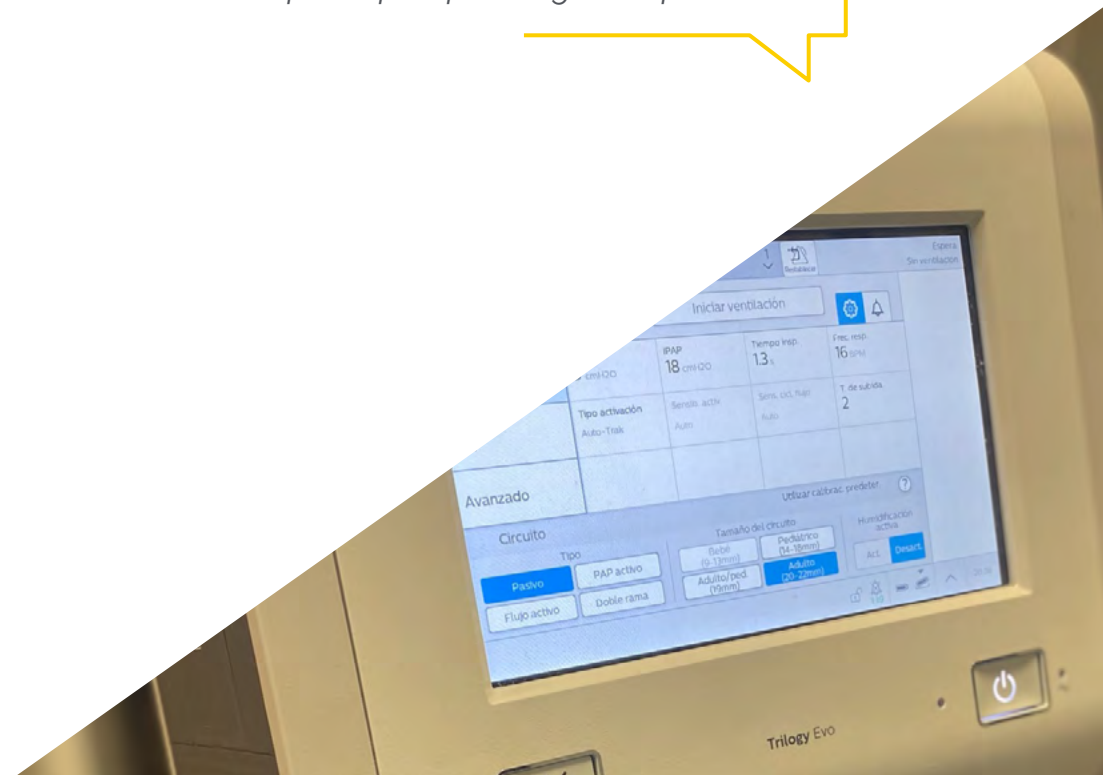 Espera
Sin ventilación
1
Restablecer
Iniciar ventilación
cmH2O
IPAP
18 cmH2O
Tiempo insp.
1.3 s
Frec. resp.
16 BPM
Tipo activación
Auto-Trak
Sensib. activ.
Auto
Sens. cicl. flujo
Auto
T. de subida
2
Avanzado
Circuito
Utilizar calibrac. predeter.
?
Tipo
Pasivo
PAP activo
Flujo activo
Doble rama
Tamaño del circuito
Bebé
(9-13mm)
Pediátrico
(14-18mm)
Adulto/ped.
(19mm)
Adulto
(20-22mm)
Humidificación
activa
Act.
Desact.
Trilogy Evo